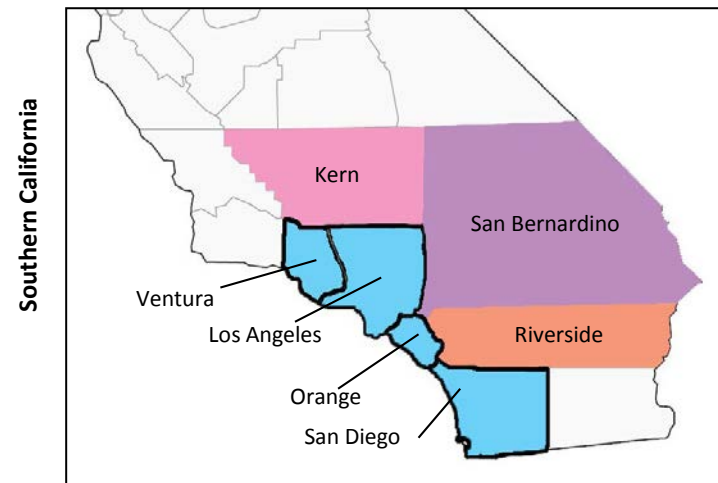 Southern California
Kern
San Bernardino
Ventura
Los Angeles
Riverside
Orange
San Diego